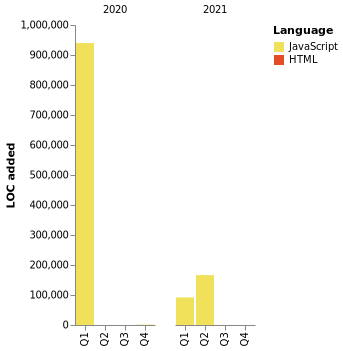 2020 2021
Language
JavaScript
HTML
LOC added
1,000,000
900,000
800,000
700,000
600,000
500,000
400,000
300,000
200,000
100,000
0
Q1 Q2 Q3 Q4 Q1 Q2 Q3 Q4